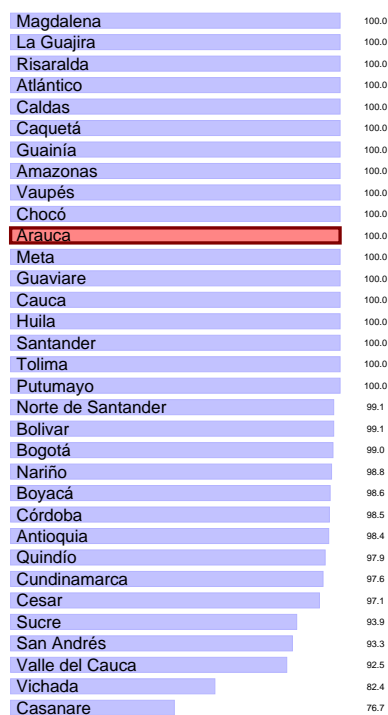 Magdalena 100.0
La Guajira 100.0
Risaralda 100.0
Atlántico 100.0
Caldas 100.0
Caquetá 100.0
Guainía 100.0
Amazonas 100.0
Vaupés 100.0
Chocó 100.0
Arauca 100.0
Meta 100.0
Guaviare 100.0
Cauca 100.0
Huila 100.0
Santander 100.0
Tolima 100.0
Putumayo 100.0
Norte de Santander 99.1
Bolivar 99.1
Bogotá 99.0
Nariño 98.8
Boyacá 98.6
Córdoba 98.5
Antioquia 98.4
Quindío 97.9
Cundinamarca 97.6
Cesar 97.1
Sucre 93.9
San Andrés 93.3
Valle del Cauca 92.5
Vichada 82.4
Casanare 76.7